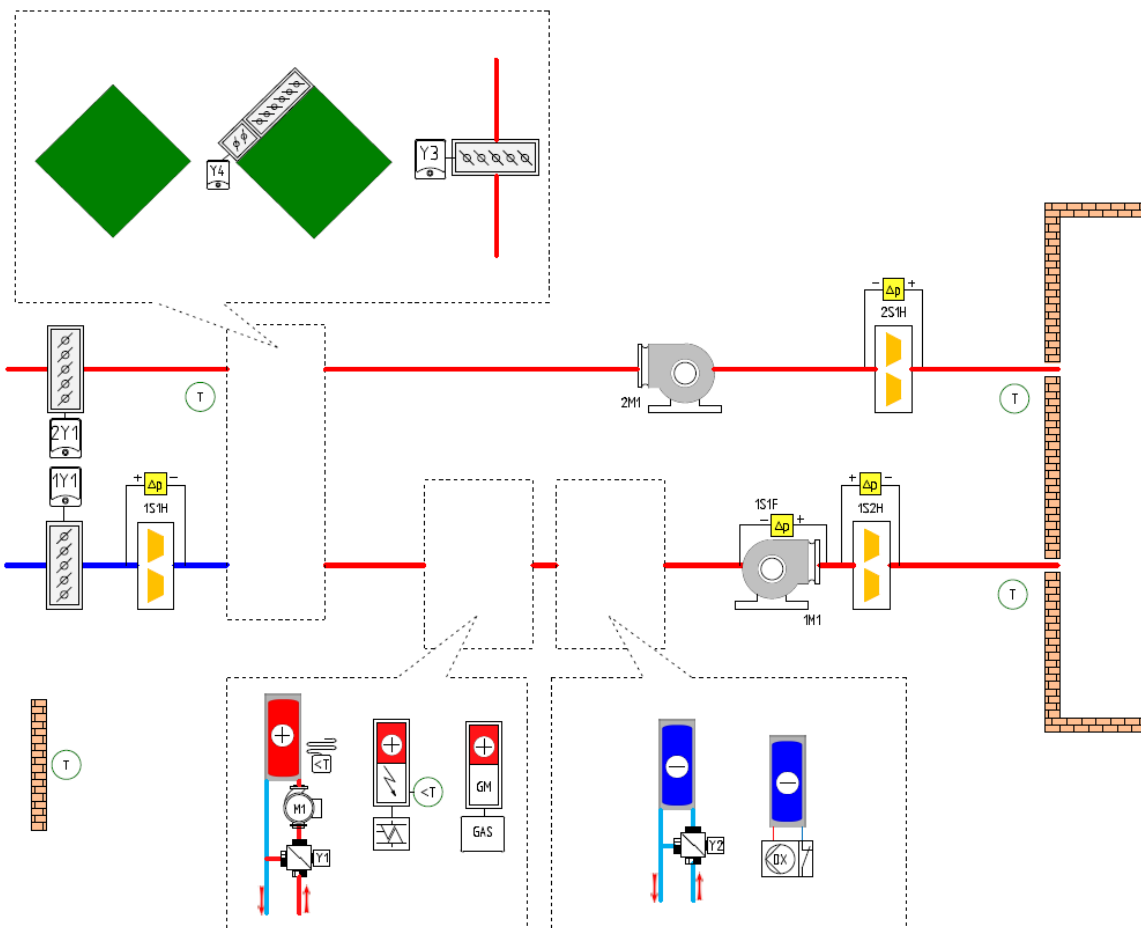 Y4
Y3
- Δp +
2S1H
T
2M1
T
2Y1
1Y1
+ Δp -
1S1H
1S1F
- Δp +
+ Δp -
1S2H
1M1
T
T
<T
M1
Y1
<T
GM
GAS
Y2
DX